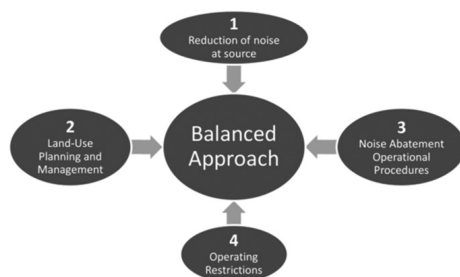 1
Reduction of noise
at source
2
Land-Use
Planning and
Management
Balanced
Approach
3
Noise Abatement
Operational
Procedures
4
Operating
Restrictions